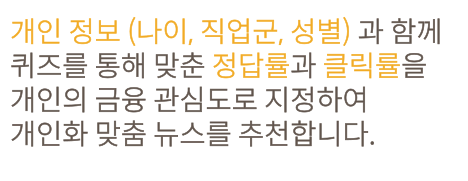 개인 정보 (나이, 직업군, 성별) 과 함께
퀴즈를 통해 맞춘 정답률과 클릭률을
개인의 금융 관심도로 지정하여
개인화 맞춤 뉴스를 추천합니다.